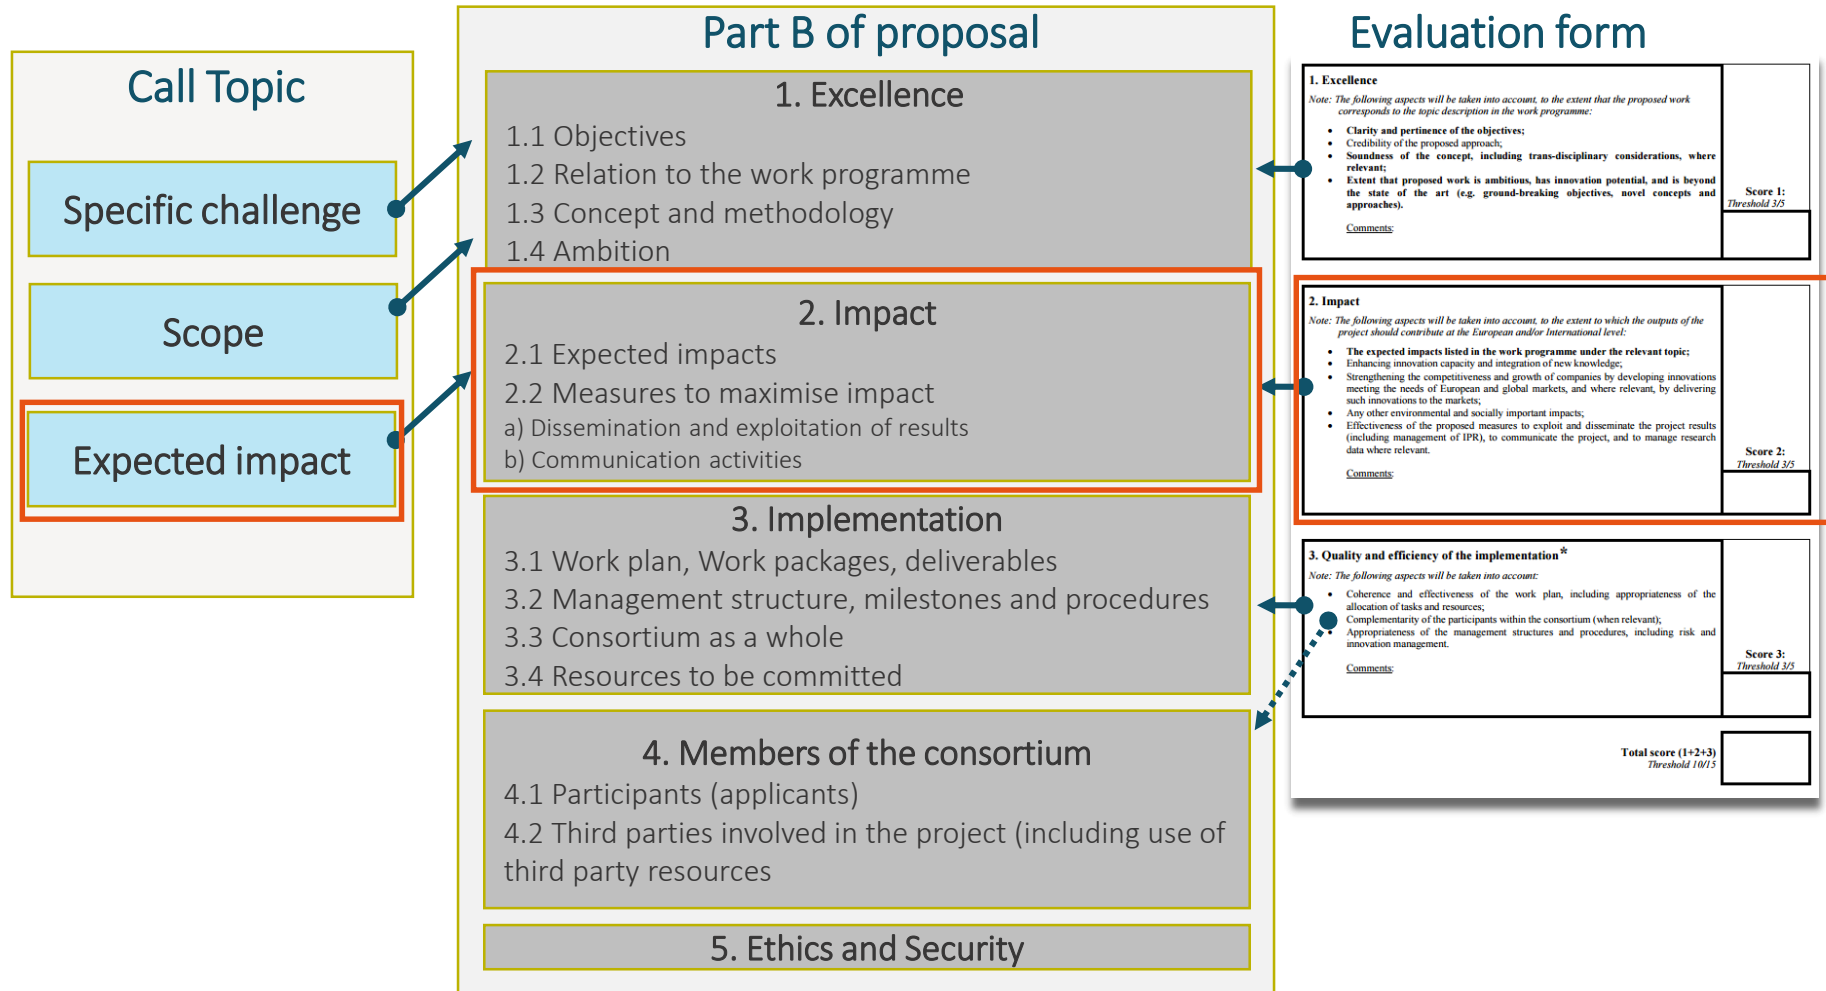 Call Topic
Specific challenge
Scope
Expected impact
Part B of proposal
1. Excellence
1.1 Objectives
1.2 Relation to the work programme
1.3 Concept and methodology
1.4 Ambition
2. Impact
2.1 Expected impacts
2.2 Measures to maximise impact
a) Dissemination and exploitation of results
b) Communication activities
3. Implementation
3.1 Work plan, Work packages, deliverables
3.2 Management structure, milestones and procedures
3.3 Consortium as a whole
3.4 Resources to be committed
4. Members of the consortium
4.1 Participants (applicants)
4.2 Third parties involved in the project (including use of
third party resources
5. Ethics and Security
Evaluation form
1. Excellence
Note: The following aspects will be taken into account, to the extent that the proposed work
corresponds to the topic description in the work programme:
• Clarity and pertinence of the objectives;
• Credibility of the proposed approach;
• Soundness of the concept, including trans-disciplinary considerations, where
relevant;
• Extent that proposed work is ambitious, has innovation potential, and is beyond
the state of the art (e.g. ground-breaking objectives, novel concepts and
approaches).
Comments:
Score 1:
Threshold 3/5
2. Impact
Note: The following aspects will be taken into account, to the extent to which the outputs of the
project should contribute at the European and/or International level:
• The expected impacts listed in the work programme under the relevant topic;
• Enhancing innovation capacity and integration of new knowledge;
• Strengthening the competitiveness and growth of companies by developing innovations
meeting the needs of European and global markets, and where relevant, by delivering
such innovations to the markets;
• Any other environmental and socially important impacts;
• Effectiveness of the proposed measures to exploit and disseminate the project results
(including management of IPR), to communicate the project, and to manage research
data where relevant.
Comments:
Score 2:
Threshold 3/5
3. Quality and efficiency of the implementation*
Note: The following aspects will be taken into account:
• Coherence and effectiveness of the work plan, including appropriateness of the
allocation of tasks and resources;
Complementarity of the participants within the consortium (when relevant);
• Appropriateness of the management structures and procedures, including risk and
innovation management.
Comments:
Score 3:
Threshold 3/5
Total score (1+2+3)
Threshold 10/15